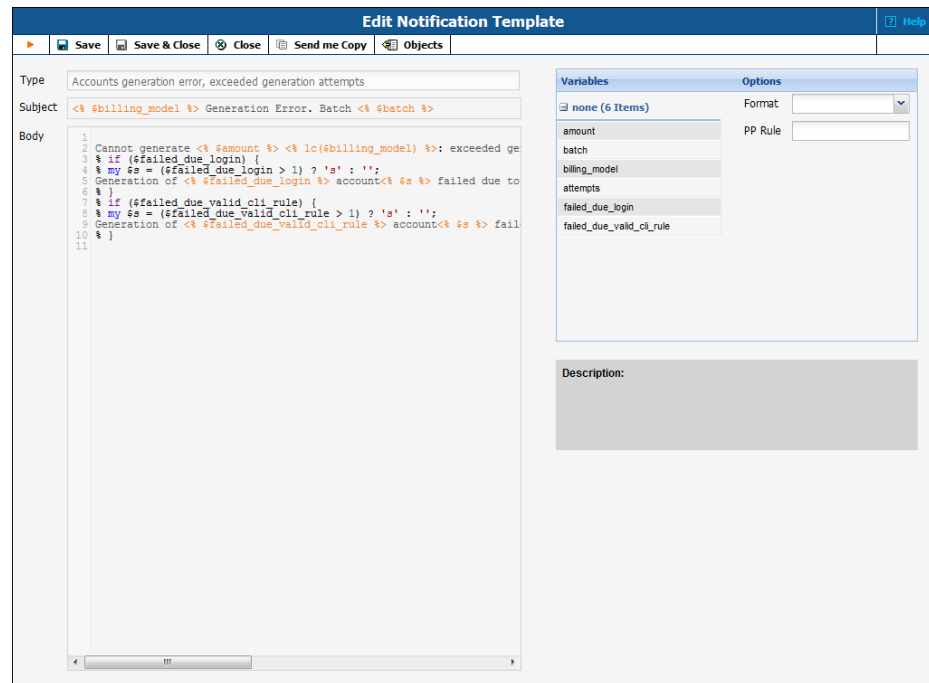 Edit Notification Template
? Help
Save
Save & Close
Close
Send me Copy
Objects
Type
Accounts generation error, exceeded generation attempts
Subject
<% $billing_model %> Generation Error. Batch <% $batch %>
Body
1
2 Cannot generate <% $amount %> <% lc($billing_model) %>: exceeded ge
3 % if ($failed_due_login) {
4 % my $s = ($failed_due_login > 1) ? 's' : '';
5 Generation of <% $failed_due_login %> account<% $s %> failed due to
6 % }
7 % if ($failed_due_valid_cli_rule) {
8 % my $s = ($failed_due_valid_cli_rule > 1) ? 's' : '';
9 Generation of <% $failed_due_valid_cli_rule %> account<% $s %> fail
10 % }
11
Variables
Options
none (6 Items)
Format
amount
PP Rule
batch
billing_model
attempts
failed_due_login
failed_due_valid_cli_rule
Description: